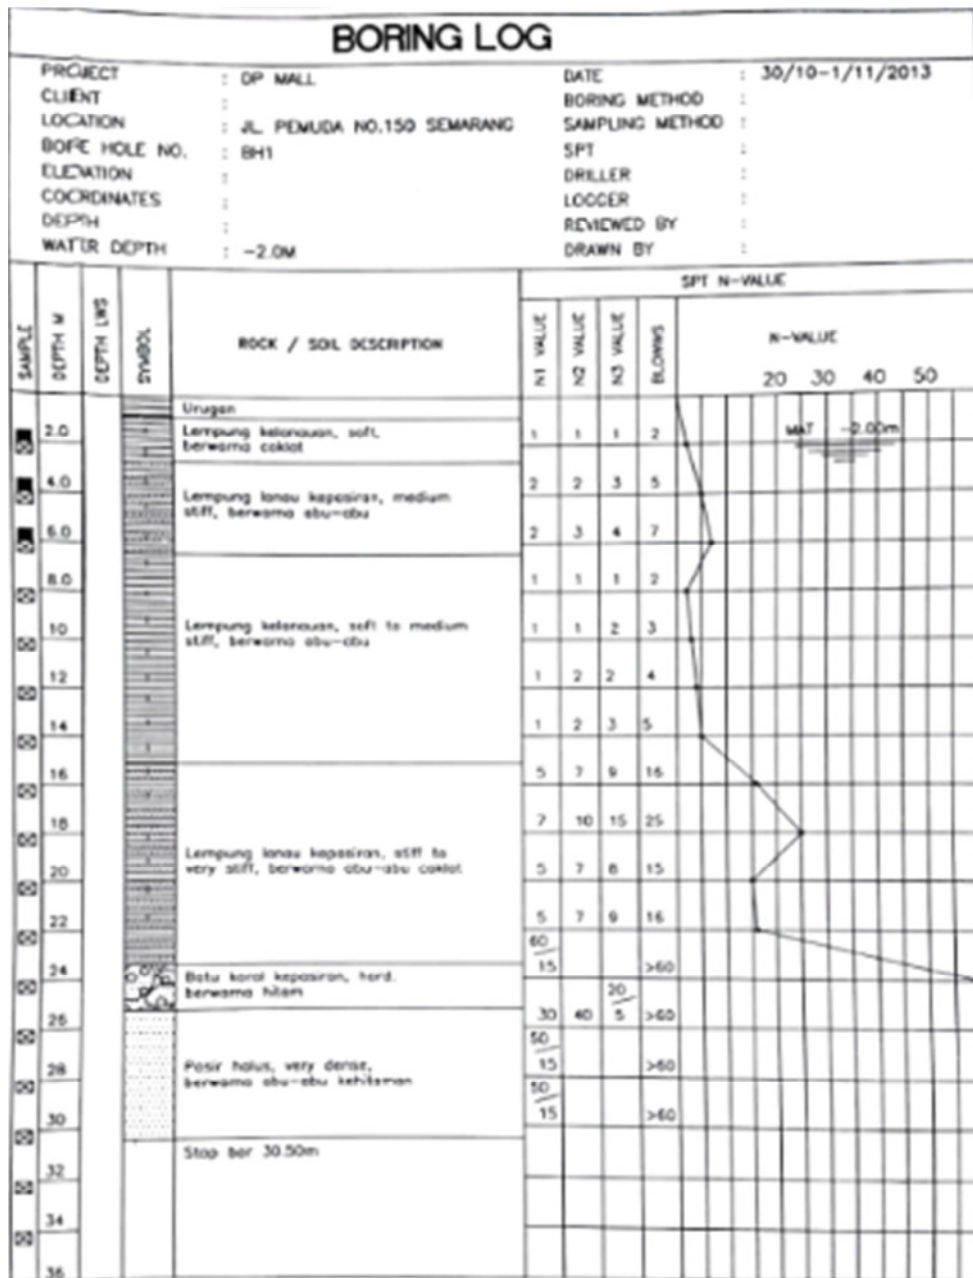 BORING LOG
PROJECT : DP MALL DATE : 30/10-1/11/2013
CLIENT : BORING METHOD :
LOCATION : JL. PEMUDA NO.150 SEMARANG SAMPLING METHOD :
BORE HOLE NO. : BH1 SPT :
ELEVATION : DRILLER :
COORDINATES : LOGGER :
DEPTH : REVIEWED BY :
WATER DEPTH : -2.0M DRAWN BY :
SPT N-VALUE
SAMPLE DEPTH M DEPTH LWS SYMBOL ROCK / SOIL DESCRIPTION N1 VALUE N2 VALUE N3 VALUE BLOWWS N-VALUE
20 30 40 50
Urugan
2.0 Lempung kelanauan, soft, 1 1 1 2 MAT -2.00m
berwarna coklat
4.0 2 2 3 5
Lempung lanau kepasiran, medium
stiff, berwarna abu-abu
6.0 2 3 4 7
8.0 1 1 1 2
10 Lempung kelanauan, soft to medium 1 1 2 3
stiff, berwarna abu-abu
12 1 2 2 4
14 1 2 3 5
16 5 7 9 16
18 7 10 15 25
Lempung lanau kepasiran, stiff to
20 very stiff, berwarna abu-abu coklat 5 7 8 15
22 5 7 9 16
60
24 Batu karal kepasiran, hard. 15 >60
berwarna hitam
20
26 30 40 5 >60
50
28 Pasir halus, very dense, 15 >60
berwarna abu-abu kehitaman
50
30 15 >60
Stop bor 30.50m
32
34
36